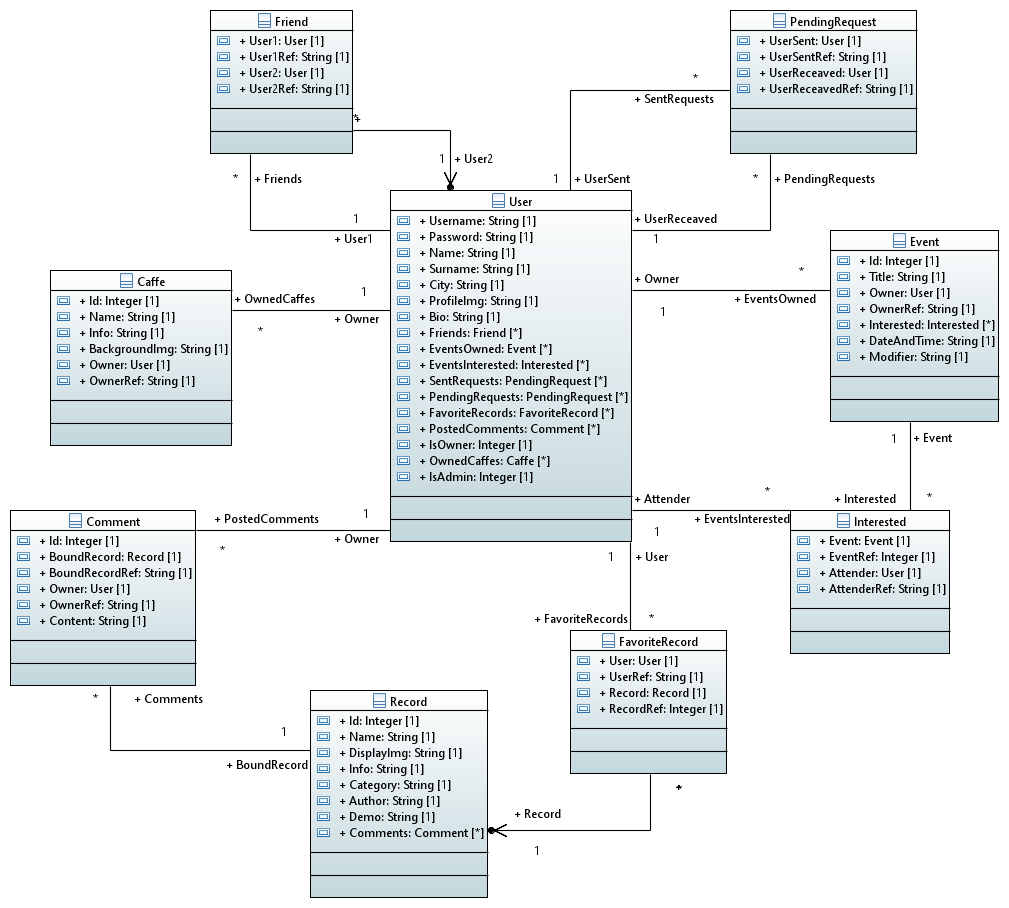 Friend
+ User1: User [1]
+ User1Ref: String [1]
+ User2: User [1]
+ User2Ref: String [1]
PendingRequest
+ UserSent: User [1]
+ UserSentRef: String [1]
+ UserReceaved: User [1]
+ UserReceavedRef: String [1]
*
+ SentRequests
*
+
1
+ User2
*
+ Friends
1
+ UserSent
*
+ PendingRequests
User
+ Username: String [1]
+ Password: String [1]
+ Name: String [1]
+ Surname: String [1]
+ City: String [1]
+ ProfileImg: String [1]
+ Bio: String [1]
+ Friends: Friend [*]
+ EventsOwned: Event [*]
+ EventsInterested: Interested [*]
+ SentRequests: PendingRequest [*]
+ PendingRequests: PendingRequest [*]
+ FavoriteRecords: FavoriteRecord [*]
+ PostedComments: Comment [*]
+ IsOwner: Integer [1]
+ OwnedCaffes: Caffe [*]
+ IsAdmin: Integer [1]
1
+ User1
+ UserReceaved
1
Event
+ Id: Integer [1]
+ Title: String [1]
+ Owner: User [1]
+ OwnerRef: String [1]
+ Interested: Interested [*]
+ DateAndTime: String [1]
+ Modifier: String [1]
Caffe
+ Id: Integer [1]
+ Name: String [1]
+ Info: String [1]
+ BackgroundImg: String [1]
+ Owner: User [1]
+ OwnerRef: String [1]
+ OwnedCaffes
*
1
+ Owner
+ Owner
1
*
+ EventsOwned
1
+ Event
+ Interested
*
+ Attender
1
*
+ EventsInterested
Interested
+ Event: Event [1]
+ EventRef: Integer [1]
+ Attender: User [1]
+ AttenderRef: String [1]
Comment
+ Id: Integer [1]
+ BoundRecord: Record [1]
+ BoundRecordRef: String [1]
+ Owner: User [1]
+ OwnerRef: String [1]
+ Content: String [1]
+ PostedComments
*
1
+ Owner
1
+ User
+ FavoriteRecords
*
FavoriteRecord
+ User: User [1]
+ UserRef: String [1]
+ Record: Record [1]
+ RecordRef: Integer [1]
*
+ Comments
1
+ BoundRecord
Record
+ Id: Integer [1]
+ Name: String [1]
+ DisplayImg: String [1]
+ Info: String [1]
+ Category: String [1]
+ Author: String [1]
+ Demo: String [1]
+ Comments: Comment [*]
*
+ Record
1